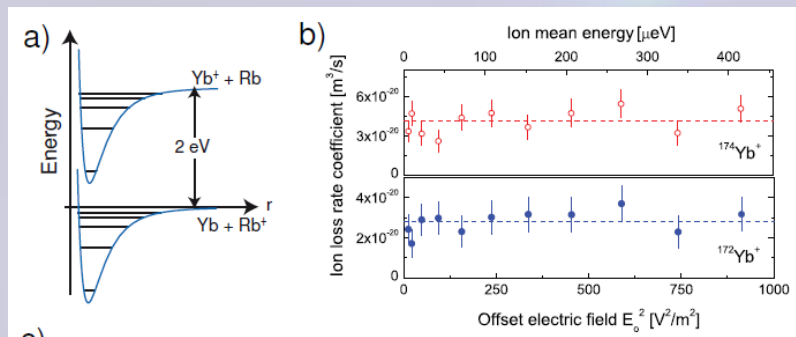 a)
Energy
Yb⁺ + Rb
2 eV
r
Yb + Rb⁺
b)
Ion mean energy [µeV]
0 100 200 300 400
Ion loss rate coefficient [m³/s]
6x10⁻²⁰
3x10⁻²⁰
0
¹⁷⁴Yb⁺
4x10⁻²⁰
2x10⁻²⁰
0
¹⁷²Yb⁺
0 250 500 750 1000
Offset electric field Eₒ² [V²/m²]